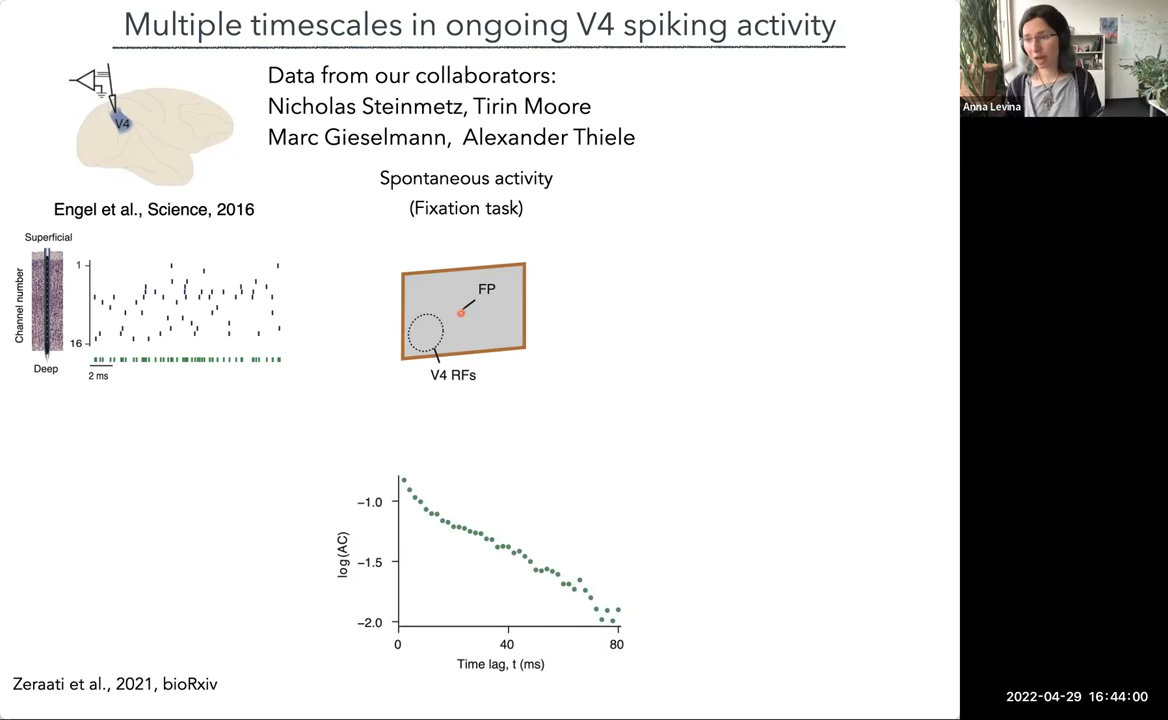 Multiple timescales in ongoing V4 spiking activity
V4
Data from our collaborators:
Nicholas Steinmetz, Tirin Moore
Marc Gieselmann, Alexander Thiele
Engel et al., Science, 2016
Spontaneous activity
(Fixation task)
Superficial
Channel number
Deep
1
16
2 ms
FP
V4 RFs
log(AC)
−1.0
−1.5
−2.0
0
40
80
Time lag, t (ms)
Zeraati et al., 2021, bioRxiv
Anna Levina
2022-04-29 16:44:00